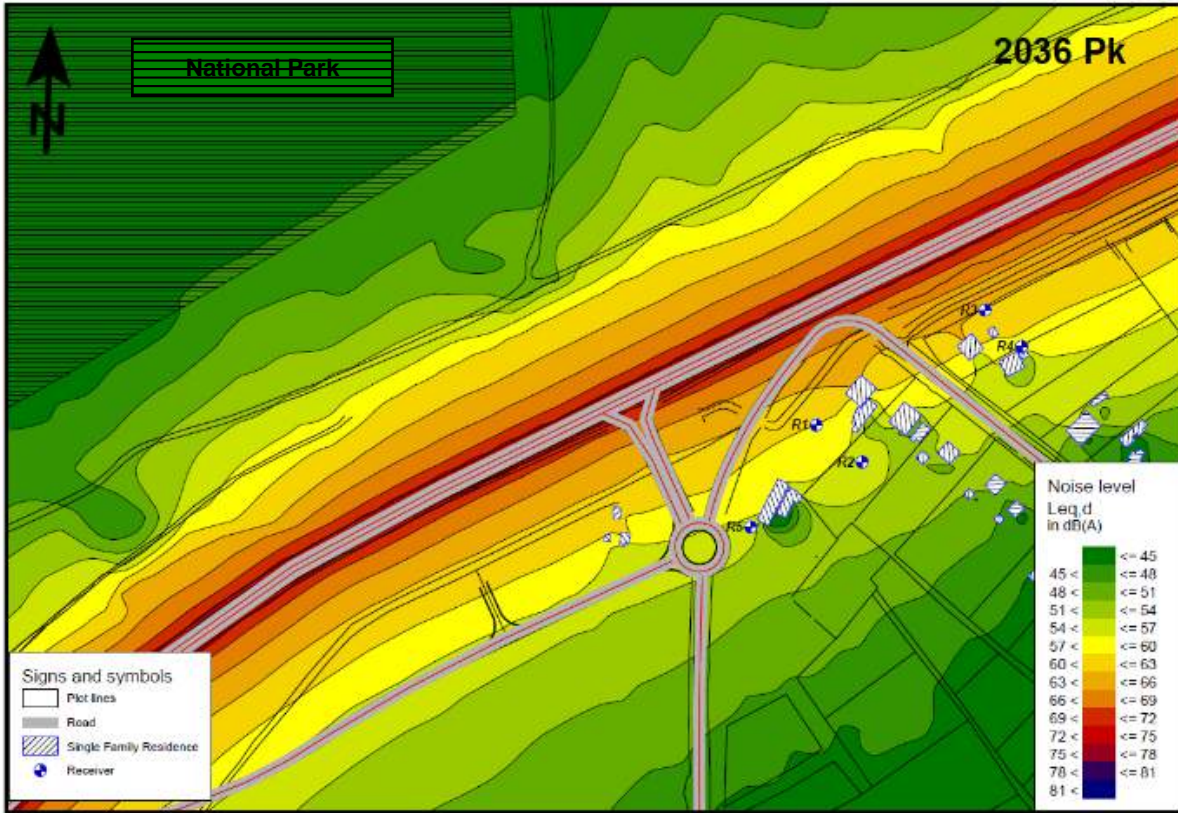 National Park
2036 Pk
N
R3
R4
R1
R2
R5
Noise level
Leq,d
in dB(A)
<= 45
45 < <= 48
48 < <= 51
51 < <= 54
54 < <= 57
57 < <= 60
60 < <= 63
63 < <= 66
66 < <= 69
69 < <= 72
72 < <= 75
75 < <= 78
78 < <= 81
81 <
Signs and symbols
Plot lines
Road
Single Family Residence
Receiver